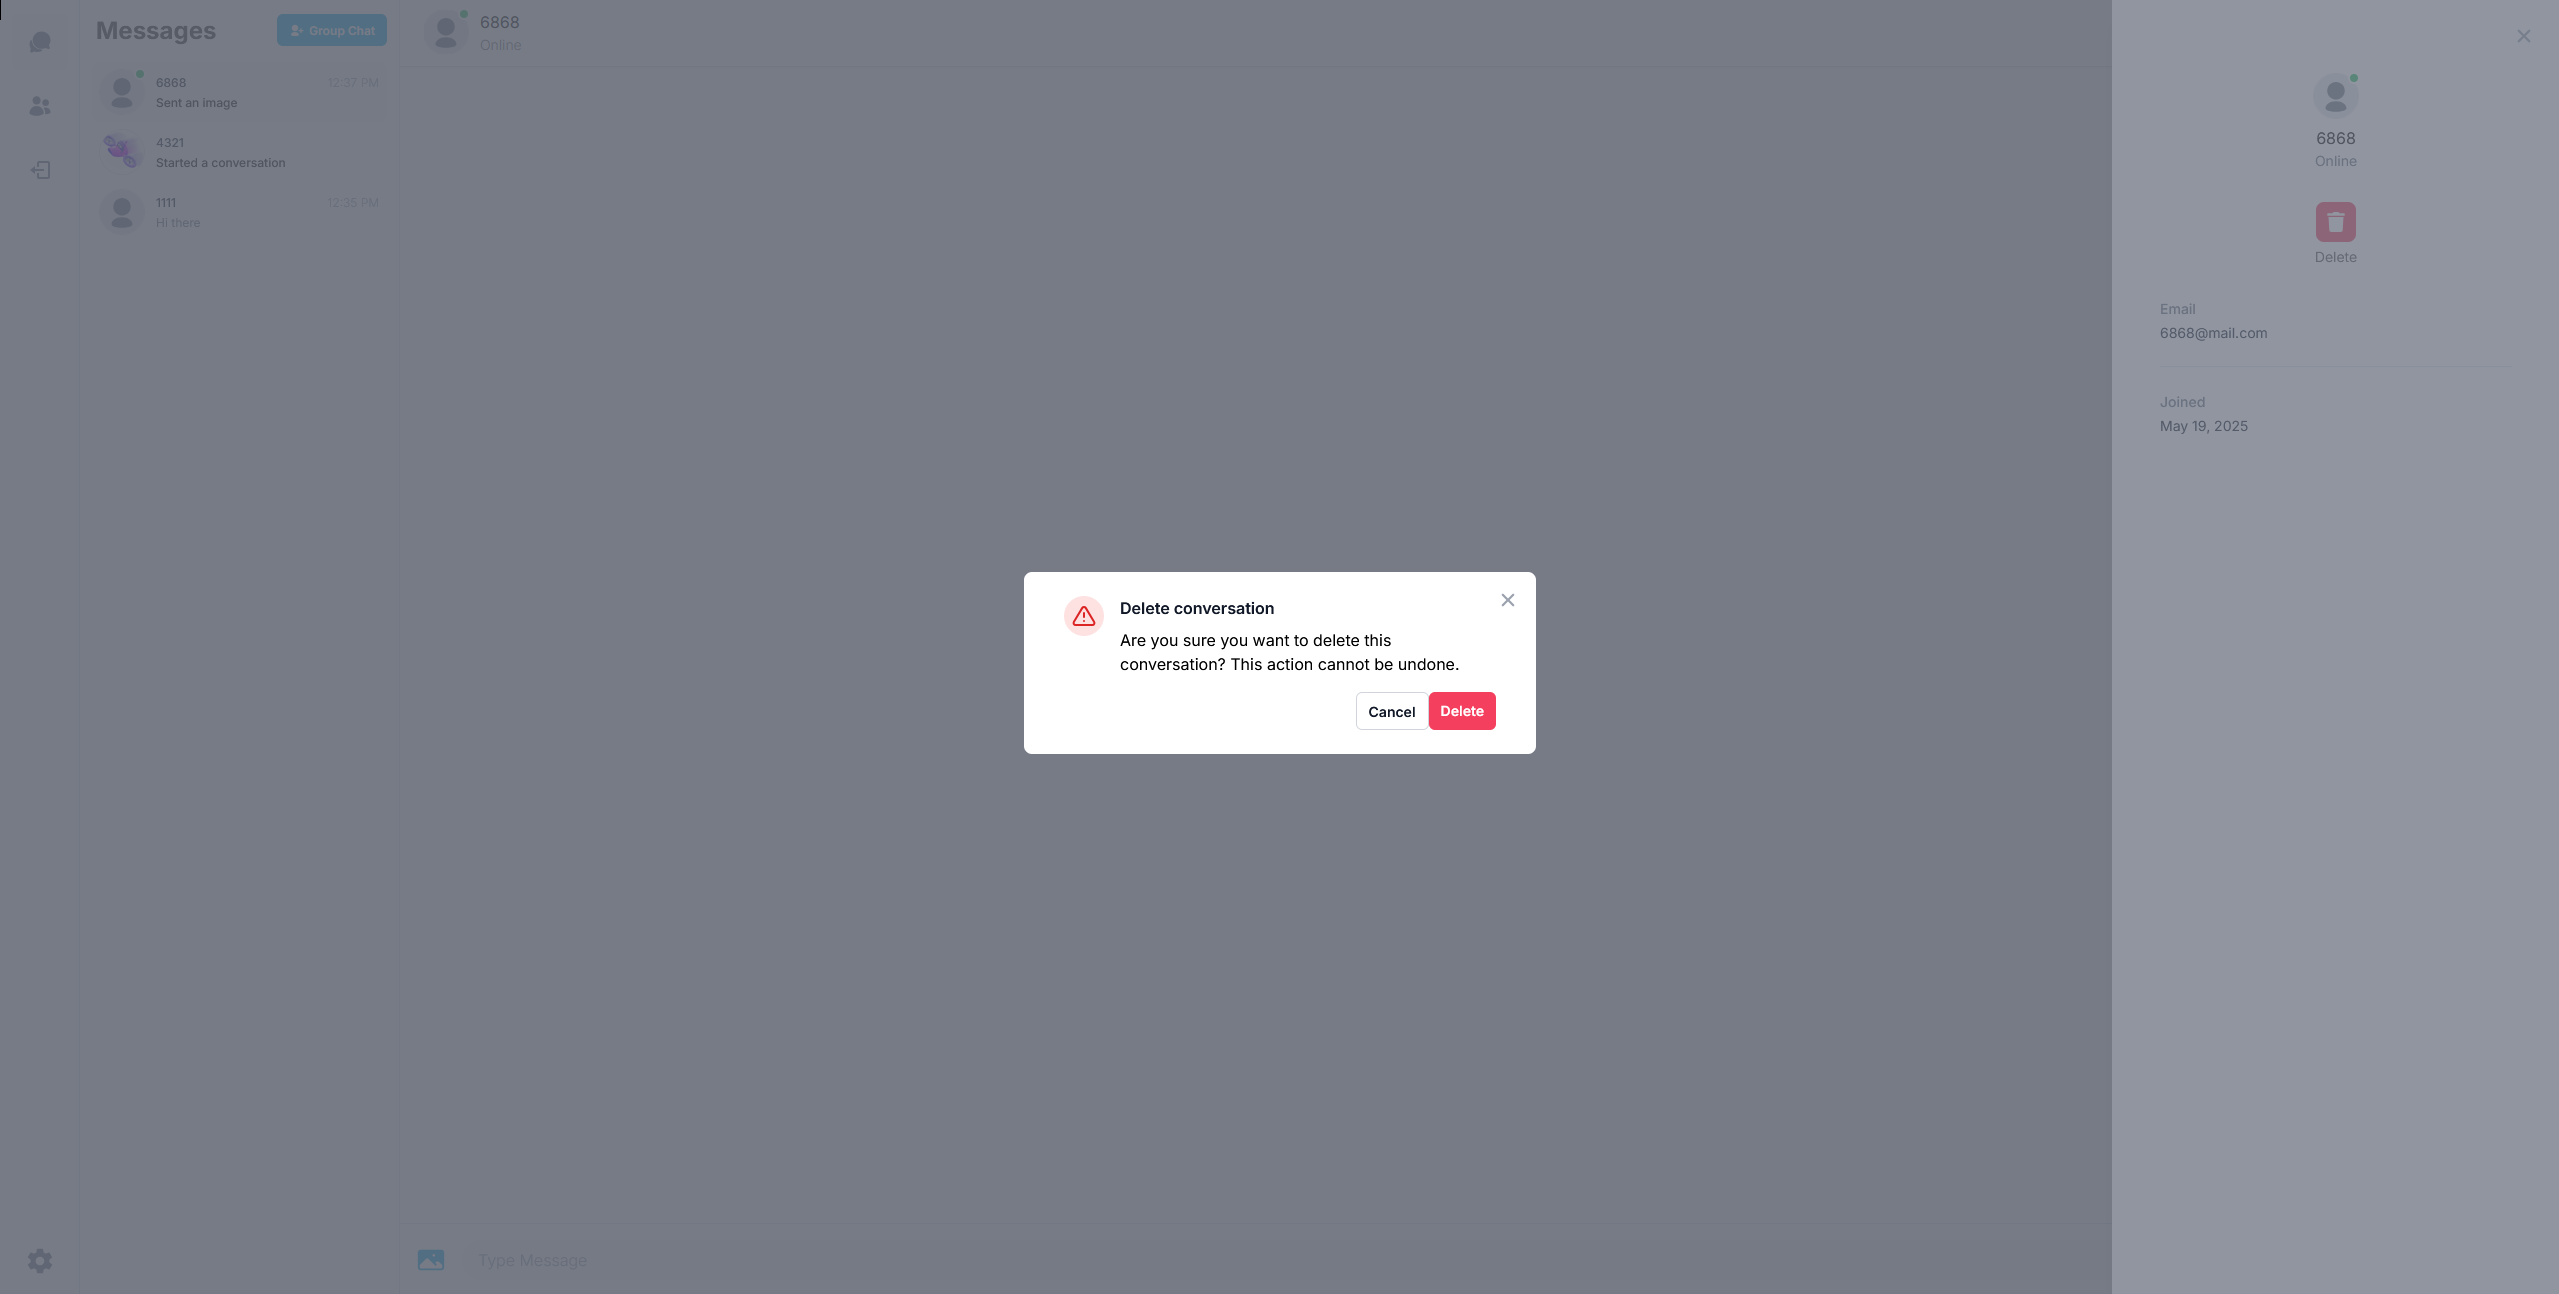 Messages
Group Chat
6868
12:37 PM
Sent an image
4321
Started a conversation
1111
12:35 PM
Hi there
6868
Online
Type Message
6868
Online
Delete
Email
6868@mail.com
Joined
May 19, 2025
Delete conversation
Are you sure you want to delete this
conversation? This action cannot be undone.
Cancel
Delete